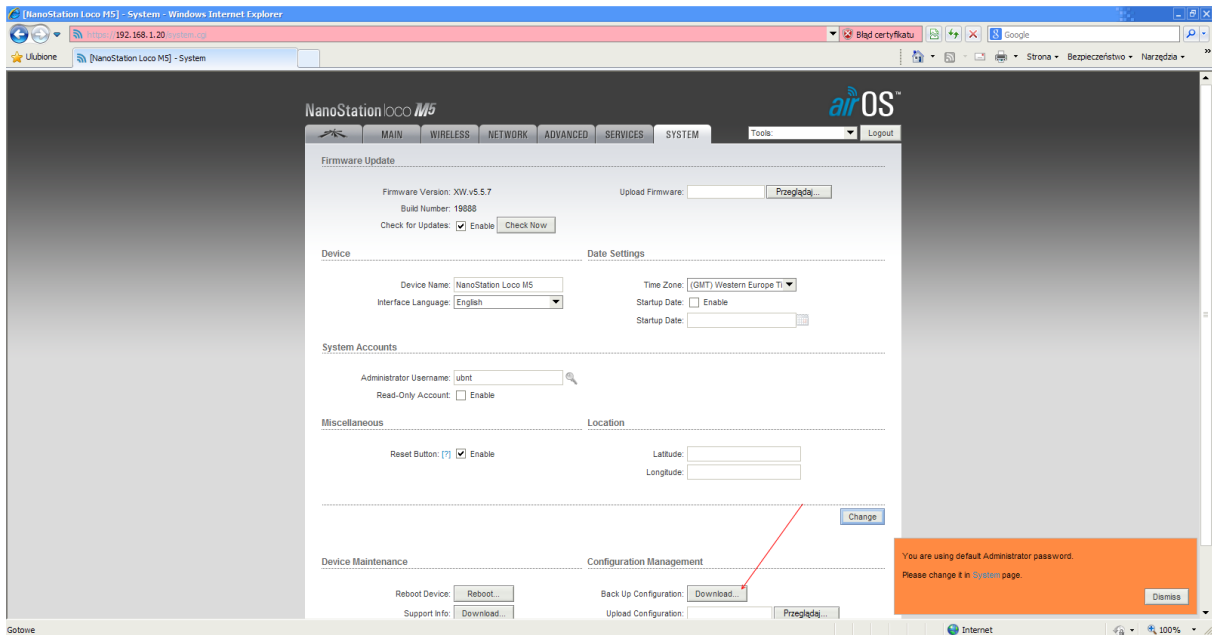 [NanoStation Loco M5] - System - Windows Internet Explorer
https://192.168.1.20/system.cgi
Błąd certyfikatu
Google
Ulubione
[NanoStation Loco M5] - System
Strona
Bezpieczeństwo
Narzędzia
»
NanoStation loco M5
airOS™
MAIN WIRELESS NETWORK ADVANCED SERVICES SYSTEM
Tools:
Logout
Firmware Update
Firmware Version: XW.v5.5.7
Upload Firmware:
Przeglądaj...
Build Number: 19888
Check for Updates: Enable
Check Now
Device
Date Settings
Device Name: NanoStation Loco M5
Time Zone: (GMT) Western Europe Ti
Interface Language: English
Startup Date: Enable
Startup Date:
System Accounts
Administrator Username: ubnt
Read-Only Account: Enable
Miscellaneous
Location
Reset Button: [?] Enable
Latitude:
Longitude:
Change
Device Maintenance
Configuration Management
Reboot Device: Reboot...
Back Up Configuration: Download...
Support Info: Download...
Upload Configuration:
Przeglądaj...
You are using default Administrator password.
Please change it in System page.
Dismiss
Gotowe
Internet
100%